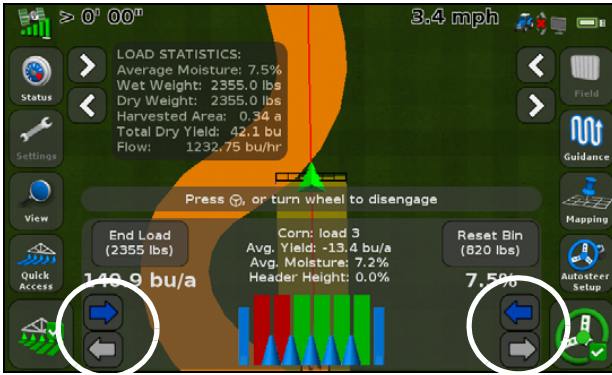 > 0' 00"
3.4 mph
LOAD STATISTICS:
Average Moisture: 7.5%
Wet Weight: 2355.0 lbs
Dry Weight: 2355.0 lbs
Harvested Area: 0.34 a
Total Dry Yield: 42.1 bu
Flow: 1232.75 bu/hr
Status
Settings
View
Quick
Access
Field
Guidance
Mapping
Autosteer
Setup
Press , or turn wheel to disengage
End Load
(2355 lbs)
Corn: load 3
Avg. Yield: -13.4 bu/a
Avg. Moisture: 7.2%
Header Height: 0.0%
Reset Bin
(820 lbs)
140.9 bu/a
7.5%